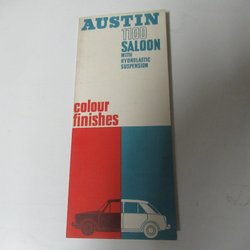 AUSTIN
1100
SALOON
WITH
HYDROLASTIC
SUSPENSION
colour
finishes